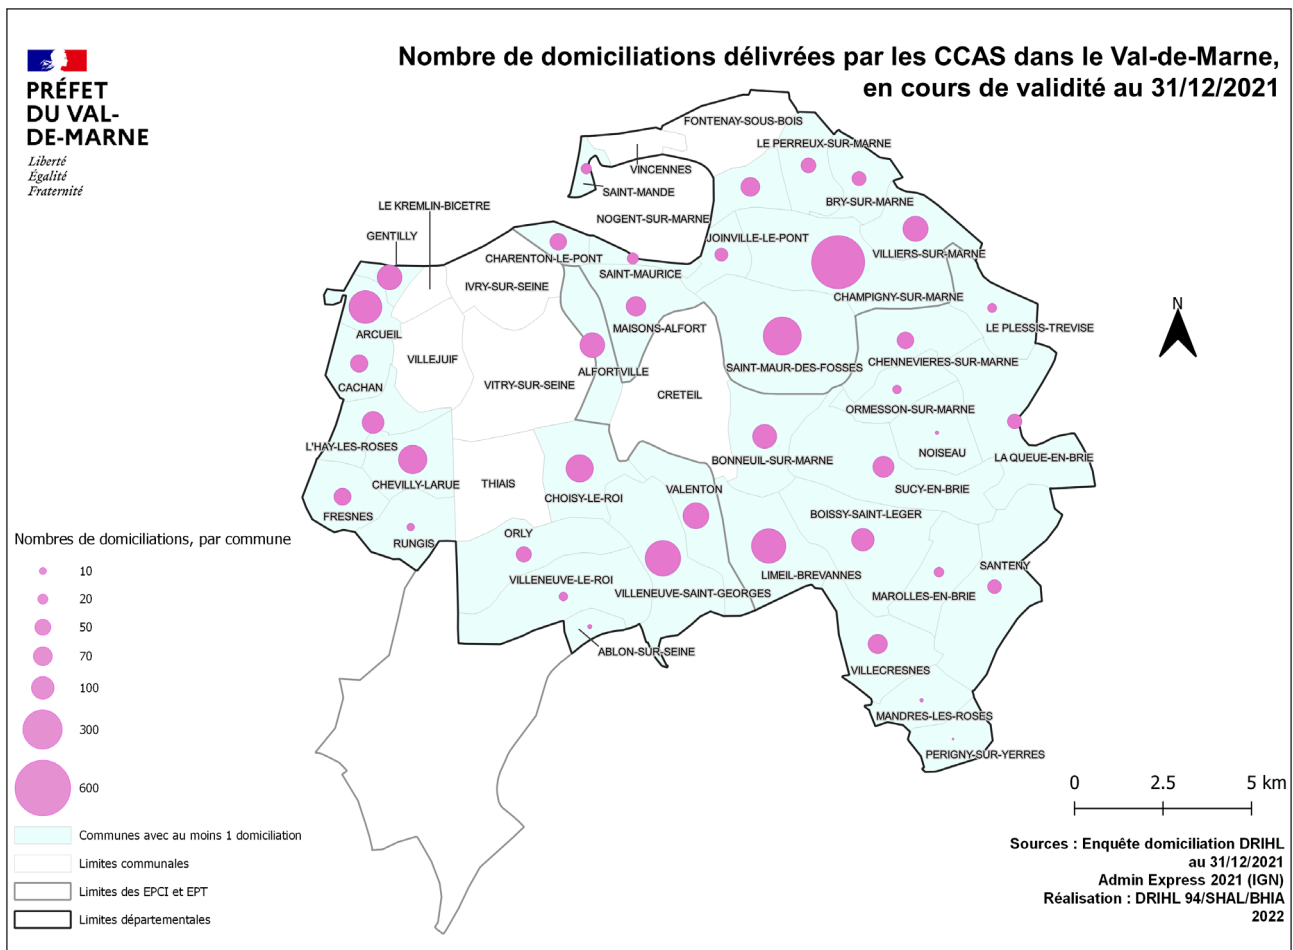 Nombre de domiciliations délivrées par les CCAS dans le Val-de-Marne,
en cours de validité au 31/12/2021
PRÉFET
DU VAL-
DE-MARNE
Liberté
Égalité
Fraternité
FONTENAY-SOUS-BOIS
LE PERREUX-SUR-MARNE
VINCENNES
SAINT-MANDE
BRY-SUR-MARNE
LE KREMLIN-BICETRE
NOGENT-SUR-MARNE
GENTILLY
JOINVILLE-LE-PONT
VILLIERS-SUR-MARNE
CHARENTON-LE-PONT
SAINT-MAURICE
IVRY-SUR-SEINE
CHAMPIGNY-SUR-MARNE
N
ARCUEIL
MAISONS-ALFORT
LE PLESSIS-TREVISE
VILLEJUIF
CHENNEVIERES-SUR-MARNE
SAINT-MAUR-DES-FOSSES
ALFORTVILLE
CACHAN
VITRY-SUR-SEINE
CRETEIL
ORMESSON-SUR-MARNE
L'HAY-LES-ROSES
NOISEAU
LA QUEUE-EN-BRIE
BONNEUIL-SUR-MARNE
CHEVILLY-LARUE
THIAIS
CHOISY-LE-ROI
VALENTON
SUCY-EN-BRIE
FRESNES
BOISSY-SAINT-LEGER
RUNGIS
ORLY
SANTENY
VILLENEUVE-LE-ROI
LIMEIL-BREVANNES
VILLENEUVE-SAINT-GEORGES
MAROLLES-EN-BRIE
ABLON-SUR-SEINE
VILLECRESNES
MANDRES-LES-ROSES
PERIGNY-SUR-YERRES
Nombres de domiciliations, par commune
10
20
50
70
100
300
600
Communes avec au moins 1 domiciliation
Limites communales
Limites des EPCI et EPT
Limites départementales
0 2.5 5 km
Sources : Enquête domiciliation DRIHL
au 31/12/2021
Admin Express 2021 (IGN)
Réalisation : DRIHL 94/SHAL/BHIA
2022